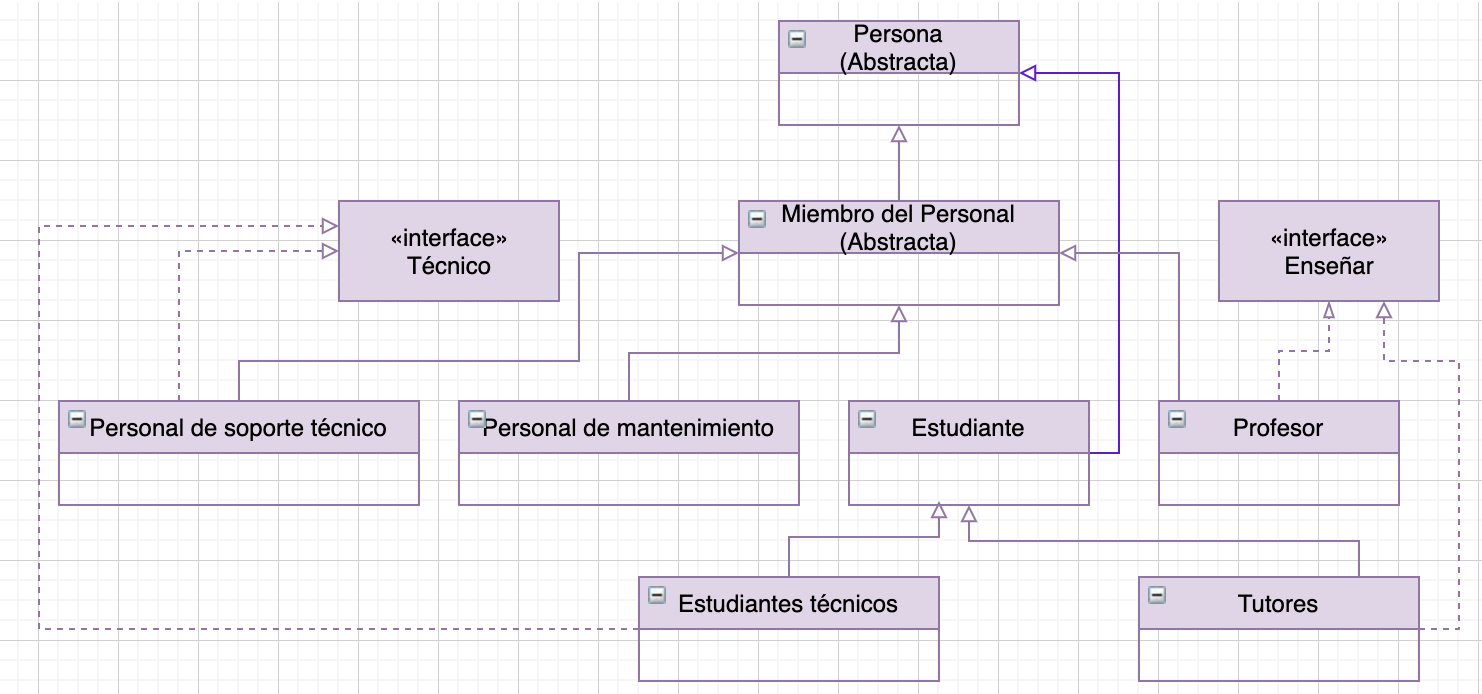 Persona
(Abstracta)
«interface»
Técnico
Miembro del Personal
(Abstracta)
«interface»
Enseñar
Personal de soporte técnico
Personal de mantenimiento
Estudiante
Profesor
Estudiantes técnicos
Tutores